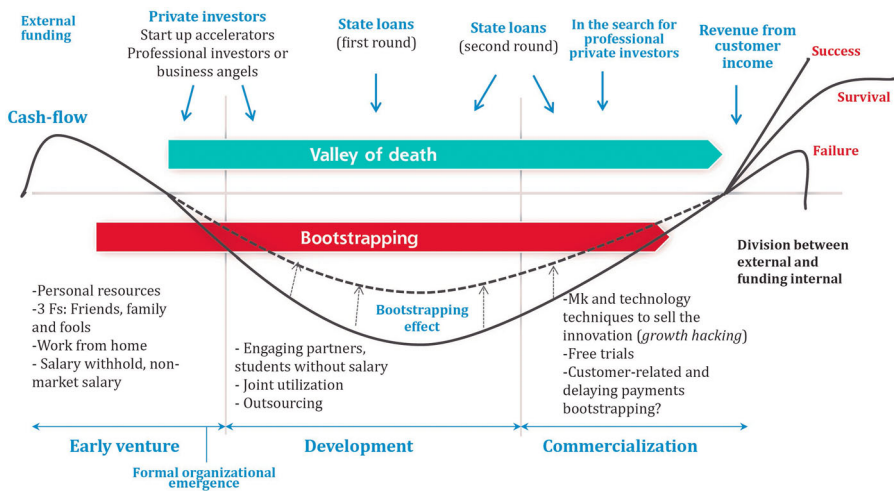 External
funding
Private investors
Start up accelerators
Professional investors or
business angels
State loans
(first round)
State loans
(second round)
In the search for
professional
private investors
Revenue from
customer
income
Success
Survival
Failure
Cash-flow
Valley of death
Bootstrapping
Division between
external and
funding internal
Bootstrapping
effect
-Personal resources
-3 Fs: Friends, family
and fools
-Work from home
- Salary withhold, non-
market salary
- Engaging partners,
students without salary
- Joint utilization
- Outsourcing
-Mk and technology
techniques to sell the
innovation (growth hacking)
-Free trials
-Customer-related and
delaying payments
bootstrapping?
Early venture
Development
Commercialization
Formal organizational
emergence